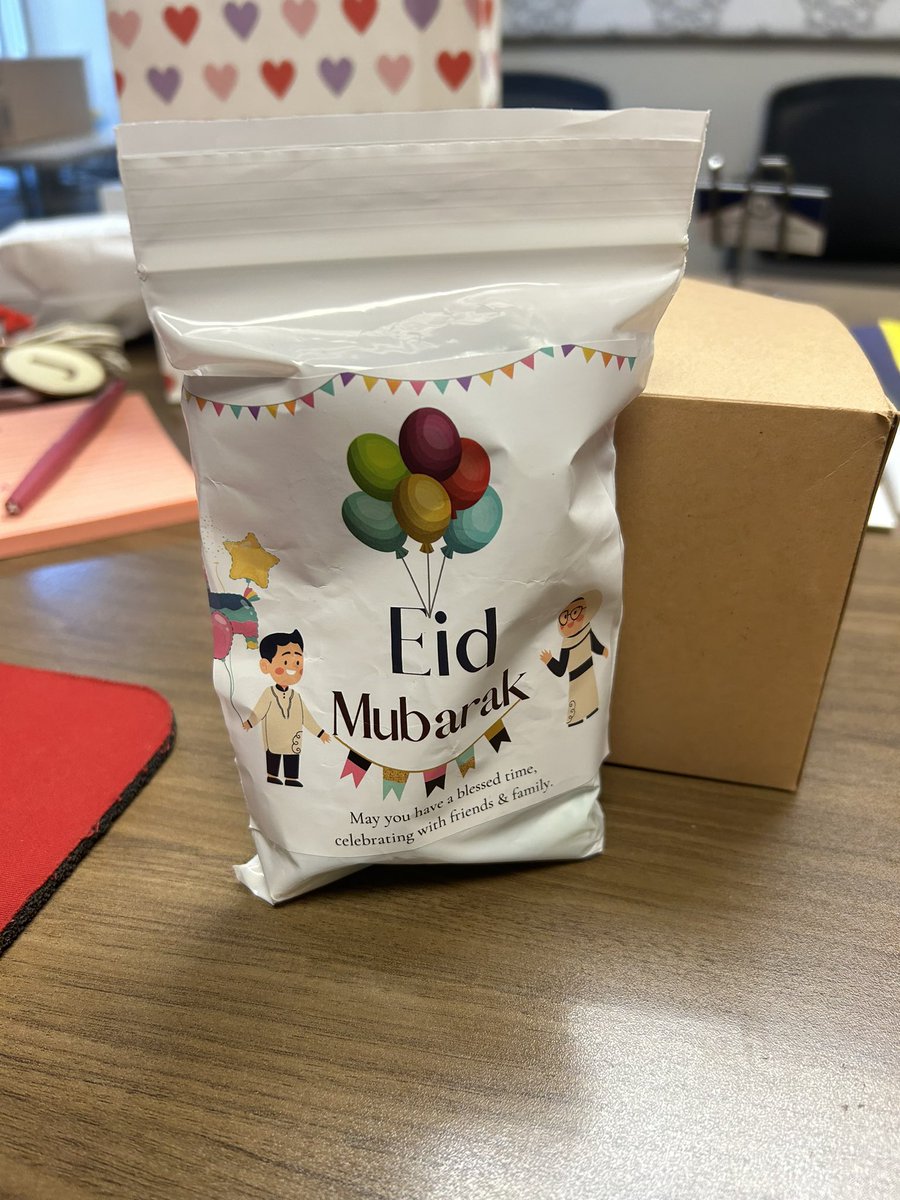 Eid
Mubarak
May you have a blessed time,
celebrating with friends & family.